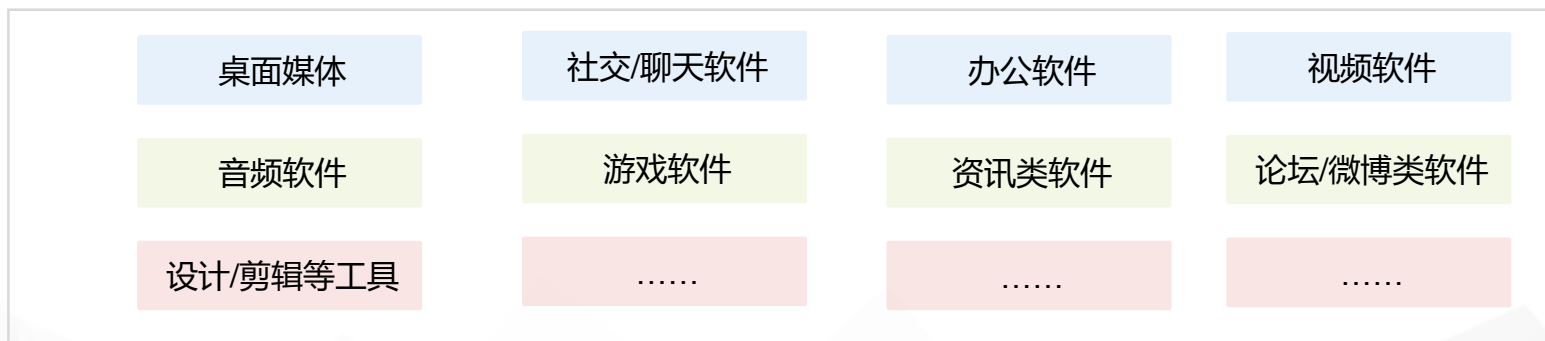 桌面媒体
社交/聊天软件
办公软件
视频软件
音频软件
游戏软件
资讯类软件
论坛/微博类软件
设计/剪辑等工具
……
……
……